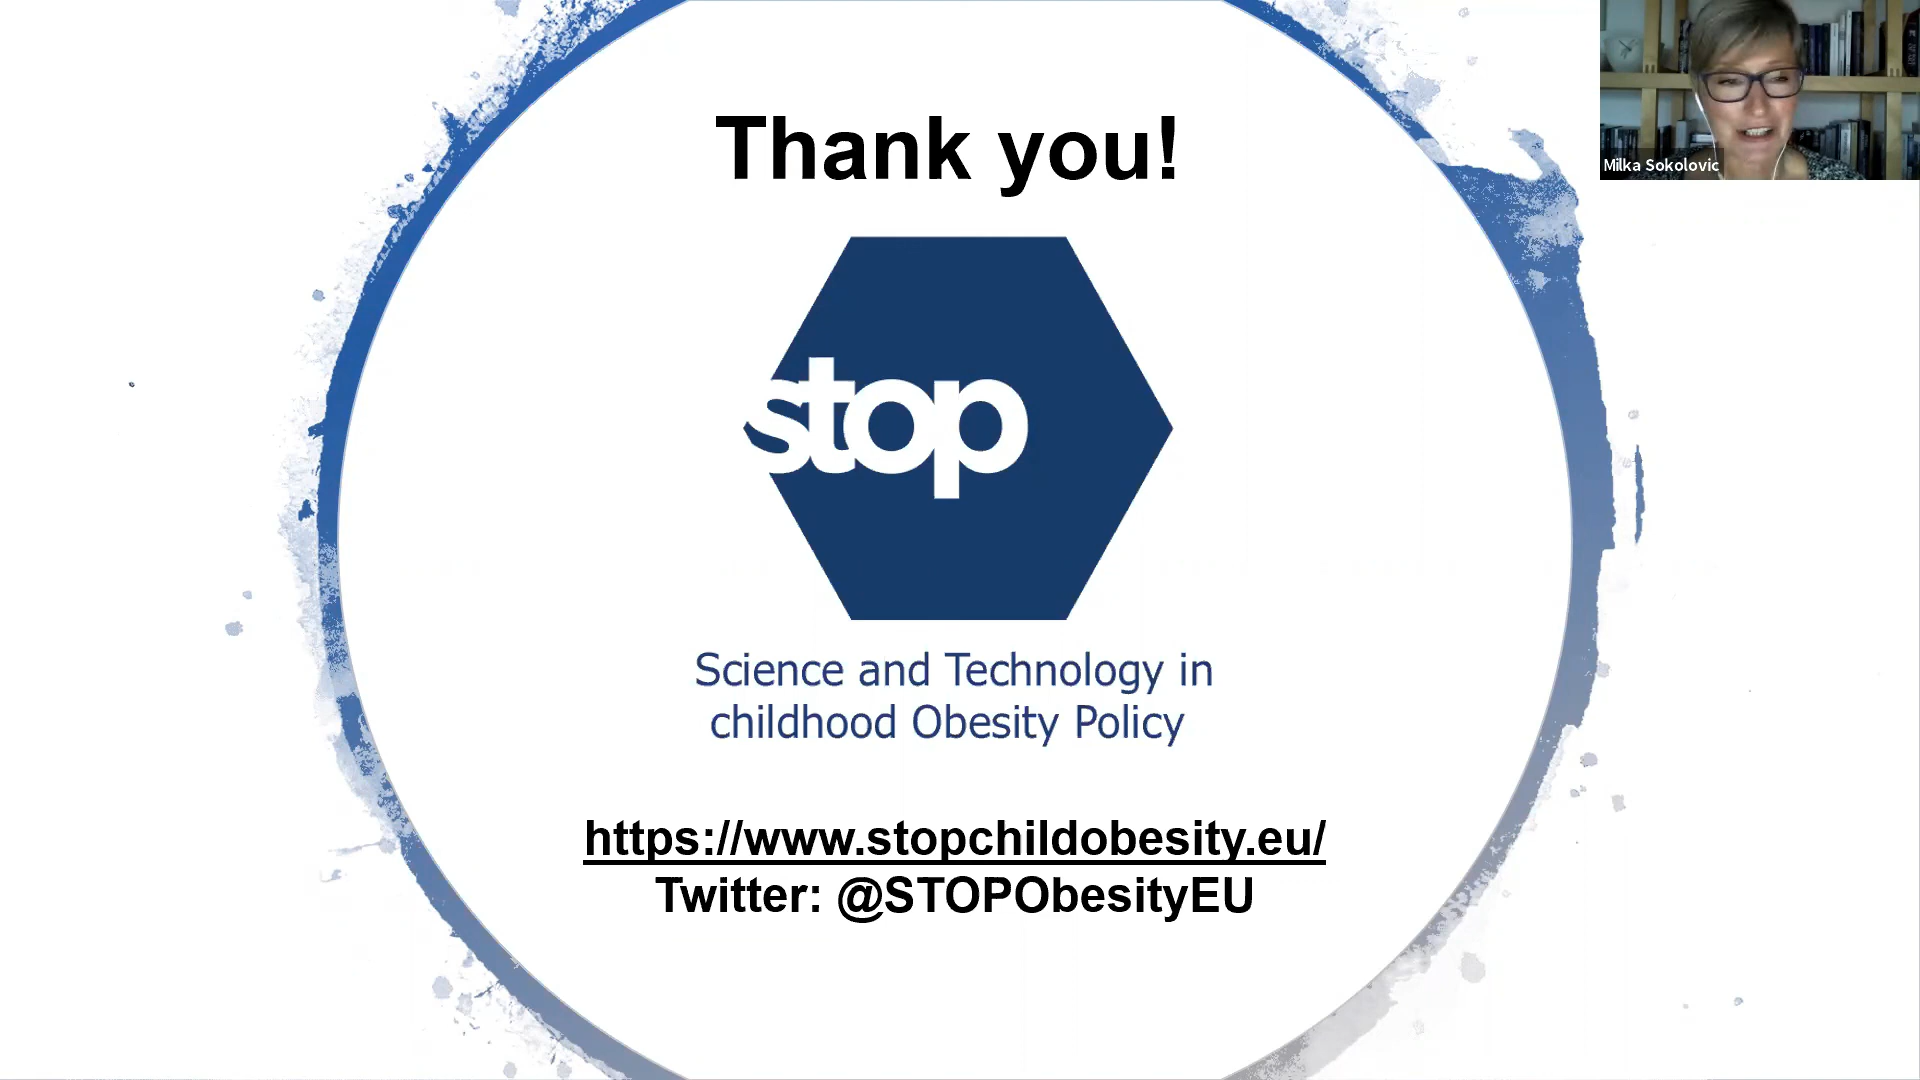 Thank you!
Milka Sokolovic
stop
Science and Technology in
childhood Obesity Policy
https://www.stopchildobesity.eu/
Twitter: @STOPObesityEU